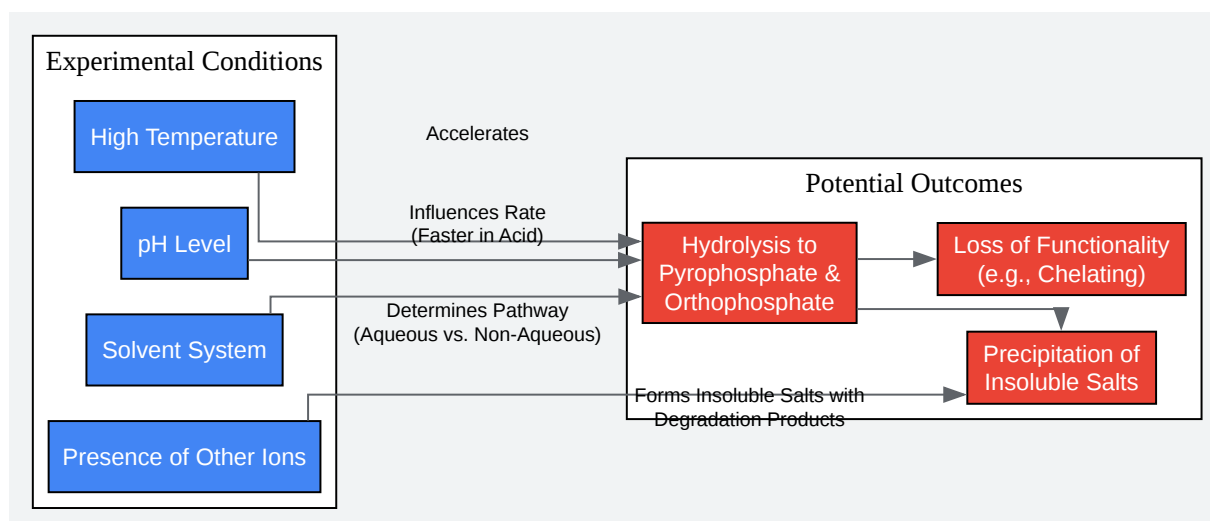 Experimental Conditions
High Temperature
pH Level
Solvent System
Presence of Other Ions
Accelerates
Influences Rate
(Faster in Acid)
Determines Pathway
(Aqueous vs. Non-Aqueous)
Forms Insoluble Salts with
Degradation Products
Potential Outcomes
Hydrolysis to
Pyrophosphate &
Orthophosphate
Loss of Functionality
(e.g., Chelating)
Precipitation of
Insoluble Salts